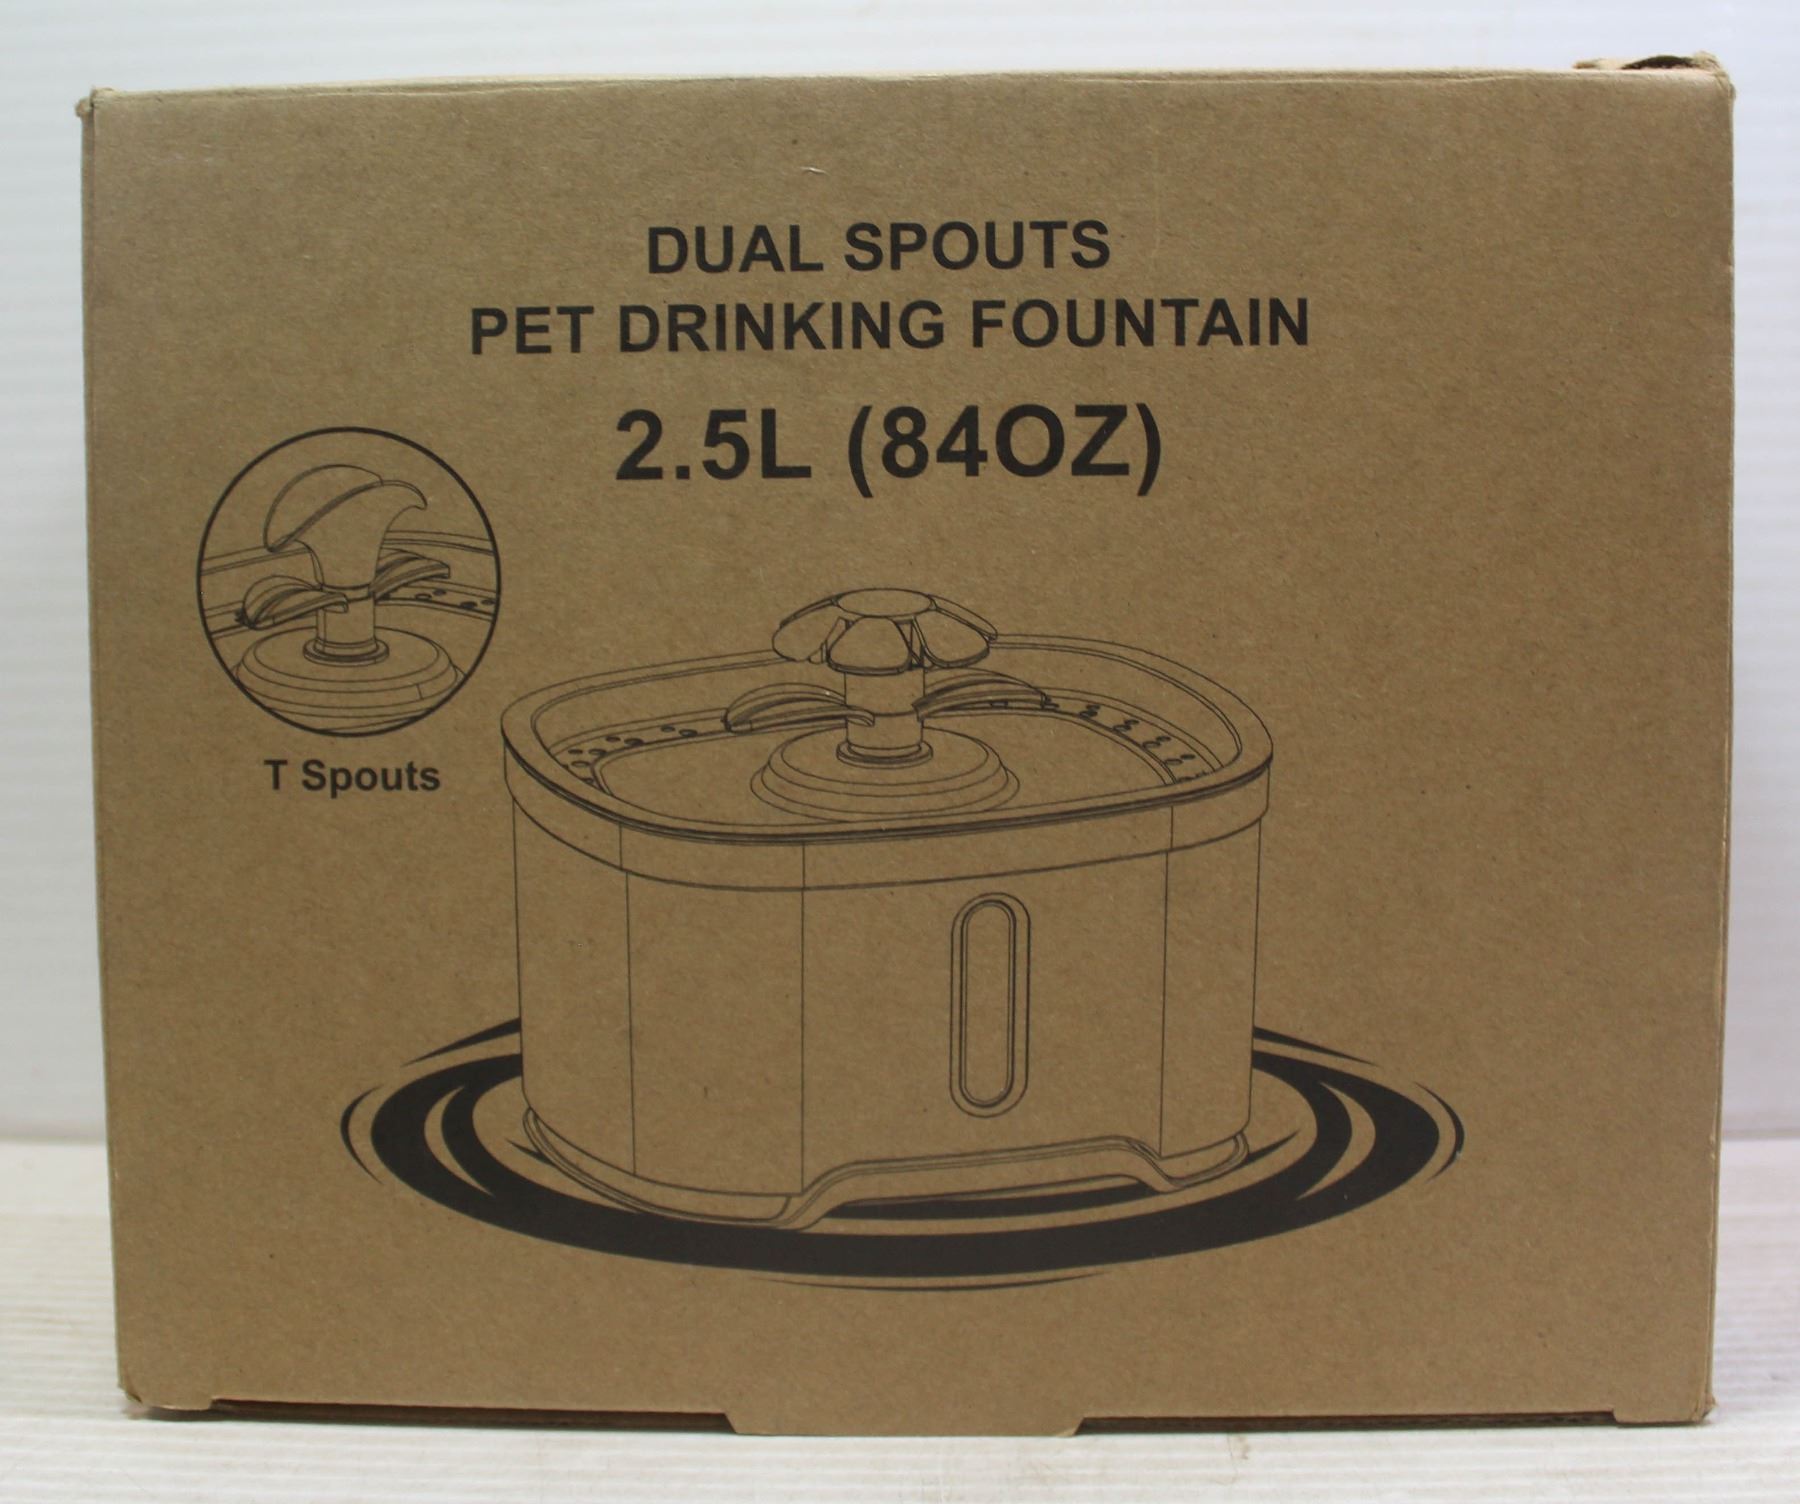 DUAL SPOUTS
PET DRINKING FOUNTAIN
2.5L (84OZ)
T Spouts